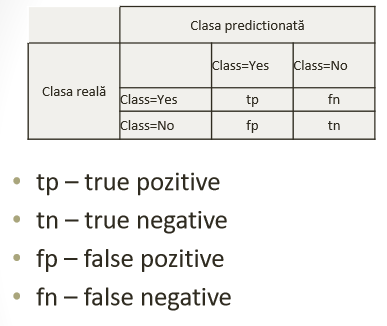 Clasa predictionată
Class=Yes Class=No
Clasa reală
Class=Yes tp fn
Class=No fp tn
• tp – true pozitive
• tn – true negative
• fp – false pozitive
• fn – false negative